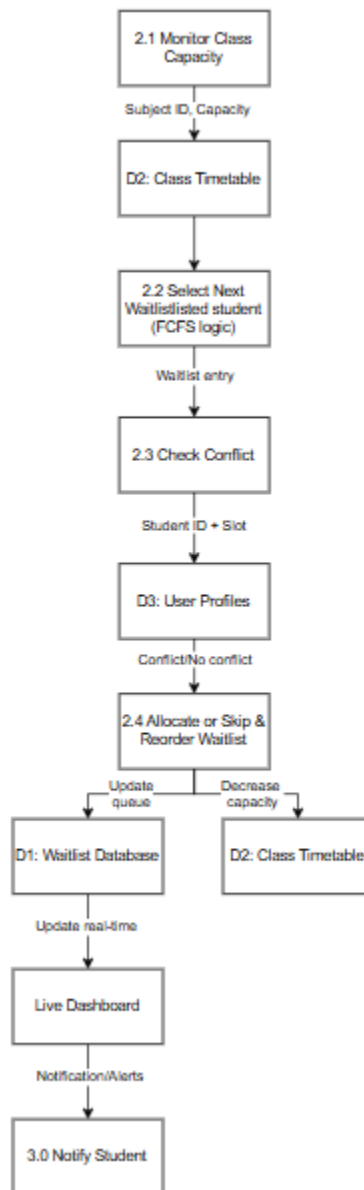 2.1 Monitor Class
Capacity
Subject ID, Capacity
D2: Class Timetable
2.2 Select Next
Waitlistlisted student
(FCFS logic)
Waitlist entry
2.3 Check Conflict
Student ID + Slot
D3: User Profiles
Conflict/No conflict
2.4 Allocate or Skip &
Reorder Waitlist
Update
queue
Decrease
capacity
D1: Waitlist Database
D2: Class Timetable
Update real-time
Live Dashboard
Notification/Alerts
3.0 Notify Student